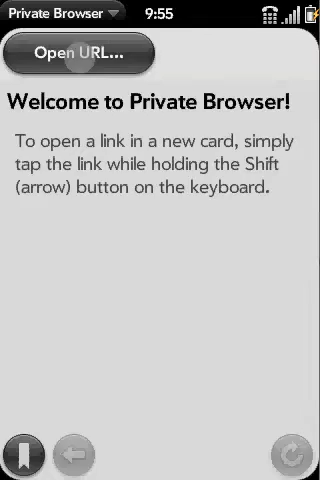 Private Browser 9:55
Open URL...
Welcome to Private Browser!
To open a link in a new card, simply
tap the link while holding the Shift
(arrow) button on the keyboard.